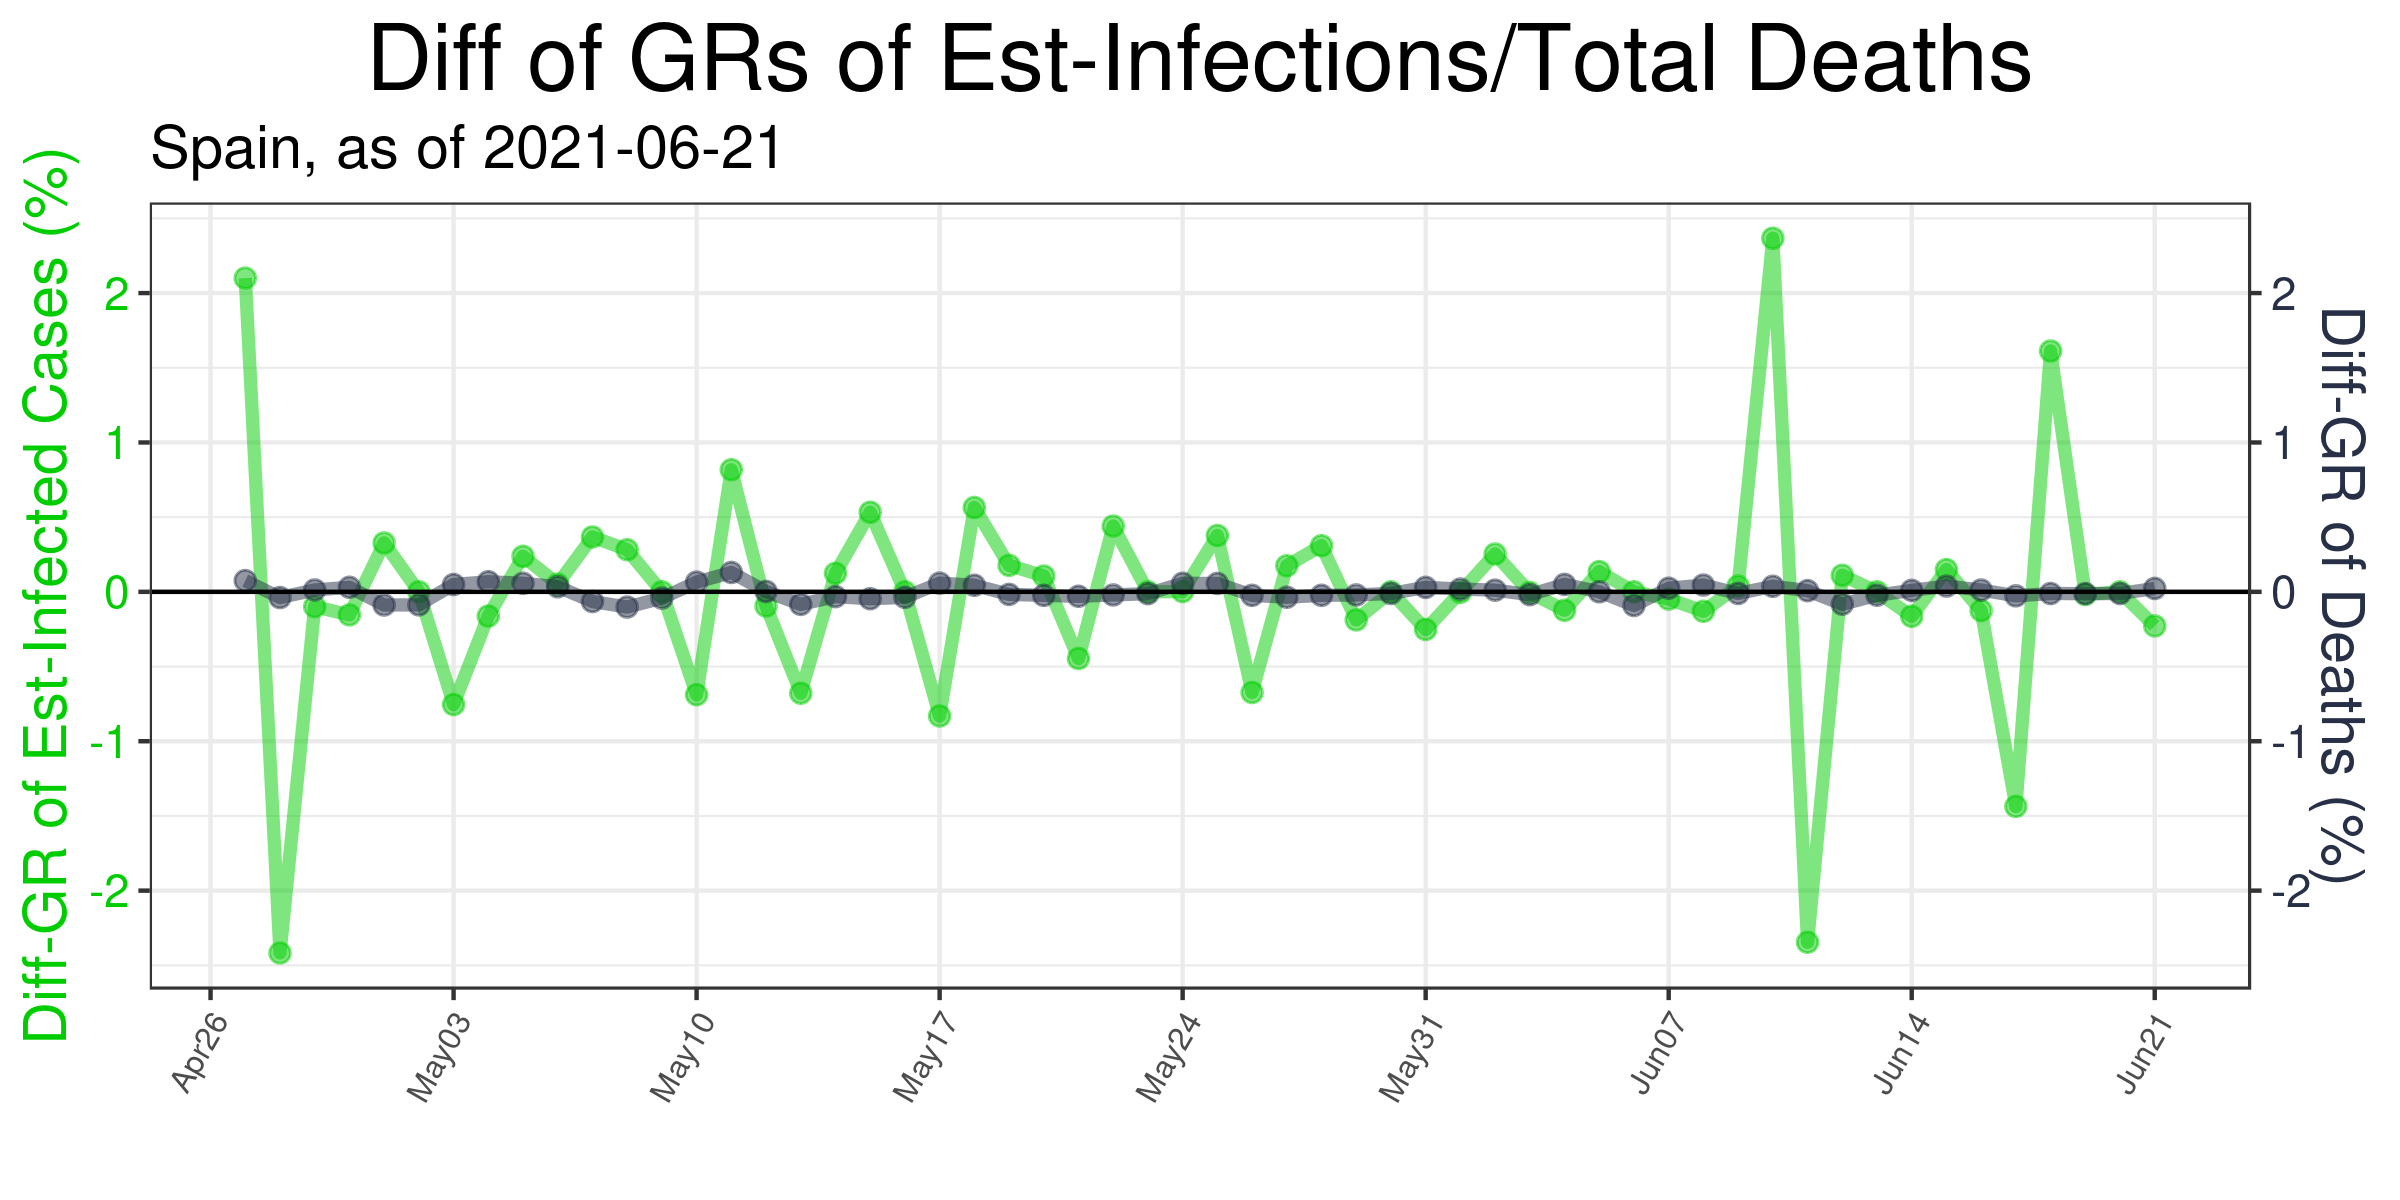 Diff of GRs of Est-Infections/Total Deaths
Spain, as of 2021-06-21
Diff-GR of Est-Infected Cases (%)
2
1
0
-1
-2
2
1
0
-1
-2
Diff-GR of Deaths (%)
Apr26
May03
May10
May17
May24
May31
Jun07
Jun14
Jun21